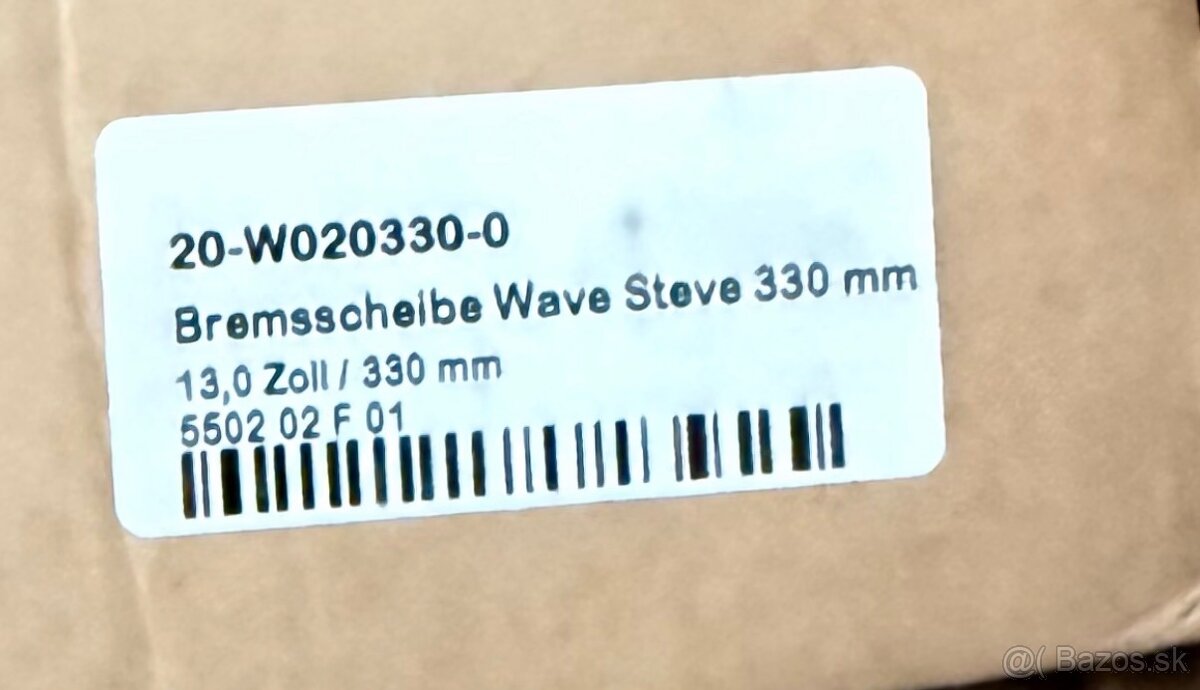 20-W020330-0
Bremsscheibe Wave Steve 330 mm
13,0 Zoll / 330 mm
5502 02 F 01
@( Bazos.sk